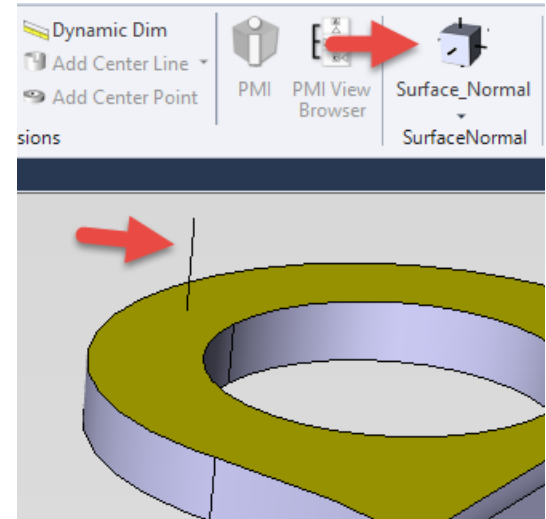 Dynamic Dim
Add Center Line
Add Center Point
PMI
PMI View
Browser
Surface_Normal
sions
SurfaceNormal